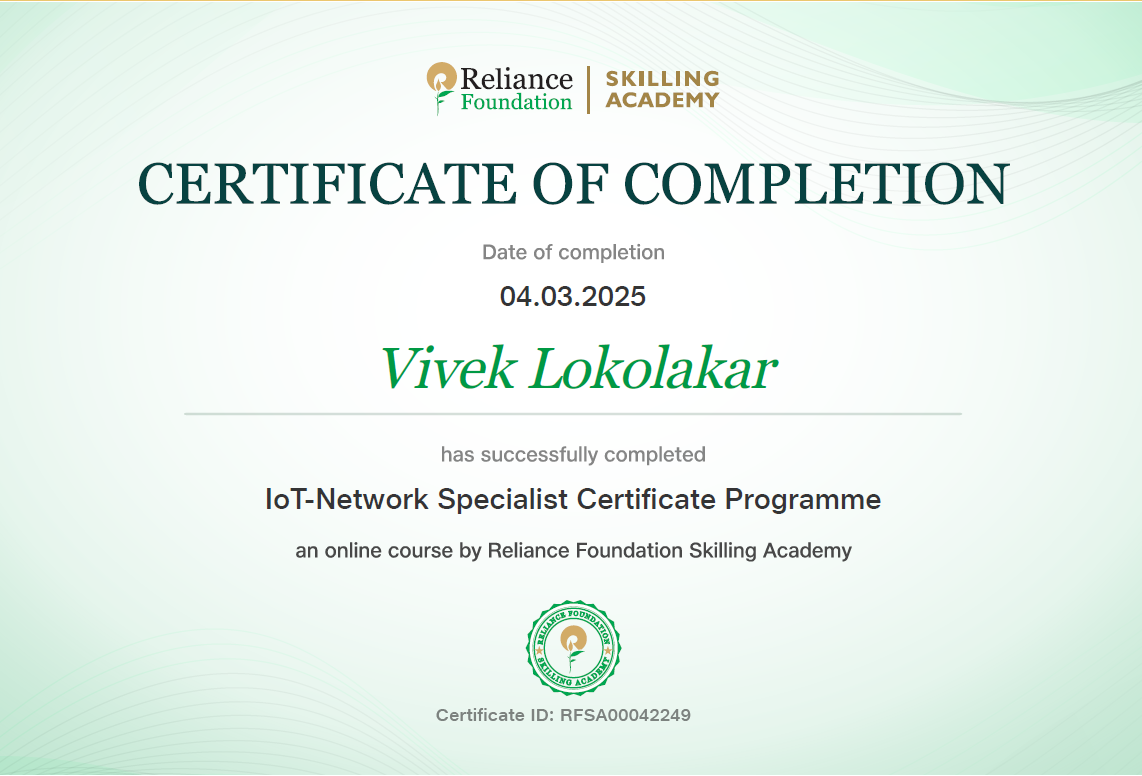 Reliance
Foundation
SKILLING
ACADEMY
CERTIFICATE OF COMPLETION
Date of completion
04.03.2025
Vivek Lokolakar
has successfully completed
IoT-Network Specialist Certificate Programme
an online course by Reliance Foundation Skilling Academy
RELIANCE FOUNDATION
SKILLING ACADEMY
Certificate ID: RFSA00042249